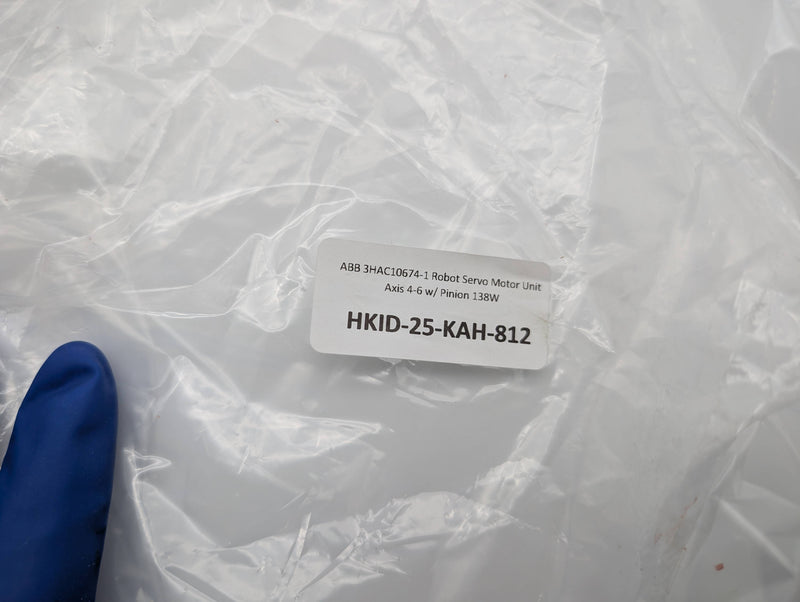 ABB 3HAC10674-1 Robot Servo Motor Unit
Axis 4-6 w/ Pinion 138W
HKID-25-KAH-812